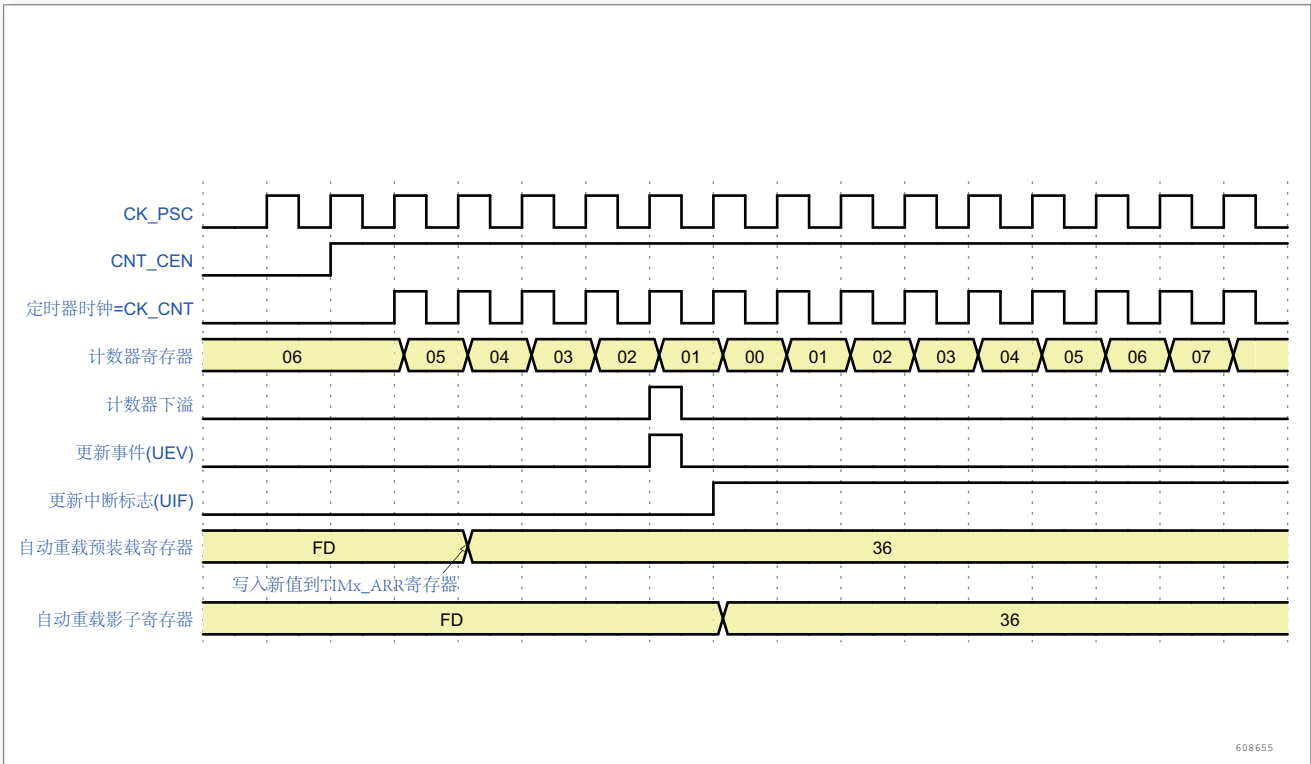 CK_PSC
CNT_CEN
定时器时钟=CK_CNT
计数器寄存器 06 05 04 03 02 01 00 01 02 03 04 05 06 07
计数器下溢
更新事件(UEV)
更新中断标志(UIF)
自动重载预装载寄存器 FD 36
写入新值到TIMx_ARR寄存器
自动重载影子寄存器 FD 36
608655